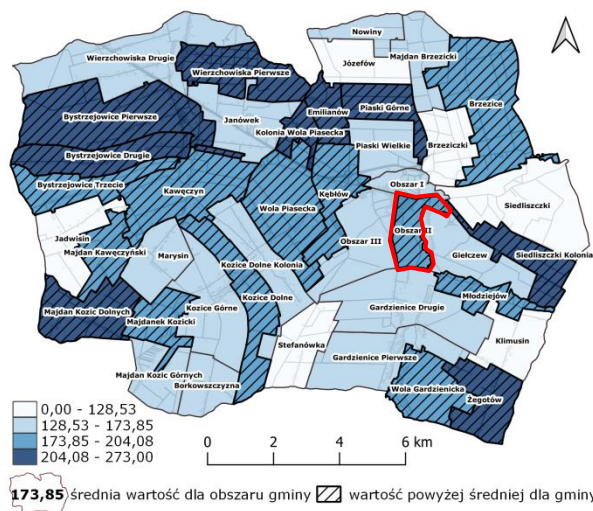 Nowiny
Wierzchowiska Drugie
Majdan Brzezicki
Józefów
Wierzchowiska Pierwsze
Brzezice
Bystrzejowice Pierwsze
Janówek
Emilianów
Piaski Górne
Kolonia Wola Piasecka
Brzeziczki
Piaski Wielkie
Bystrzejowice Drugie
Bystrzejowice Trzecie
Kawęczyn
Kębłów
Obszar I
Siedliszczki
Wola Piasecka
Obszar II
Jadwisin
Obszar III
Majdan Kawęczyński
Marysin
Kozice Dolne Kolonia
Giełczew
Siedliszczki Kolonia
Kozice Dolne
Młodziejów
Majdan Kozic Dolnych
Kozice Górne
Gardzienice Drugie
Majdanek Kozicki
Stefanówka
Klimusin
Gardzienice Pierwsze
Majdan Kozic Górnych
Borkowszczyzna
Wola Gardzienicka
Żegotów
0,00 - 128,53
128,53 - 173,85
173,85 - 204,08
204,08 - 273,00
0 2 4 6 km
173,85 średnia wartość dla obszaru gminy wartość powyżej średniej dla gminy